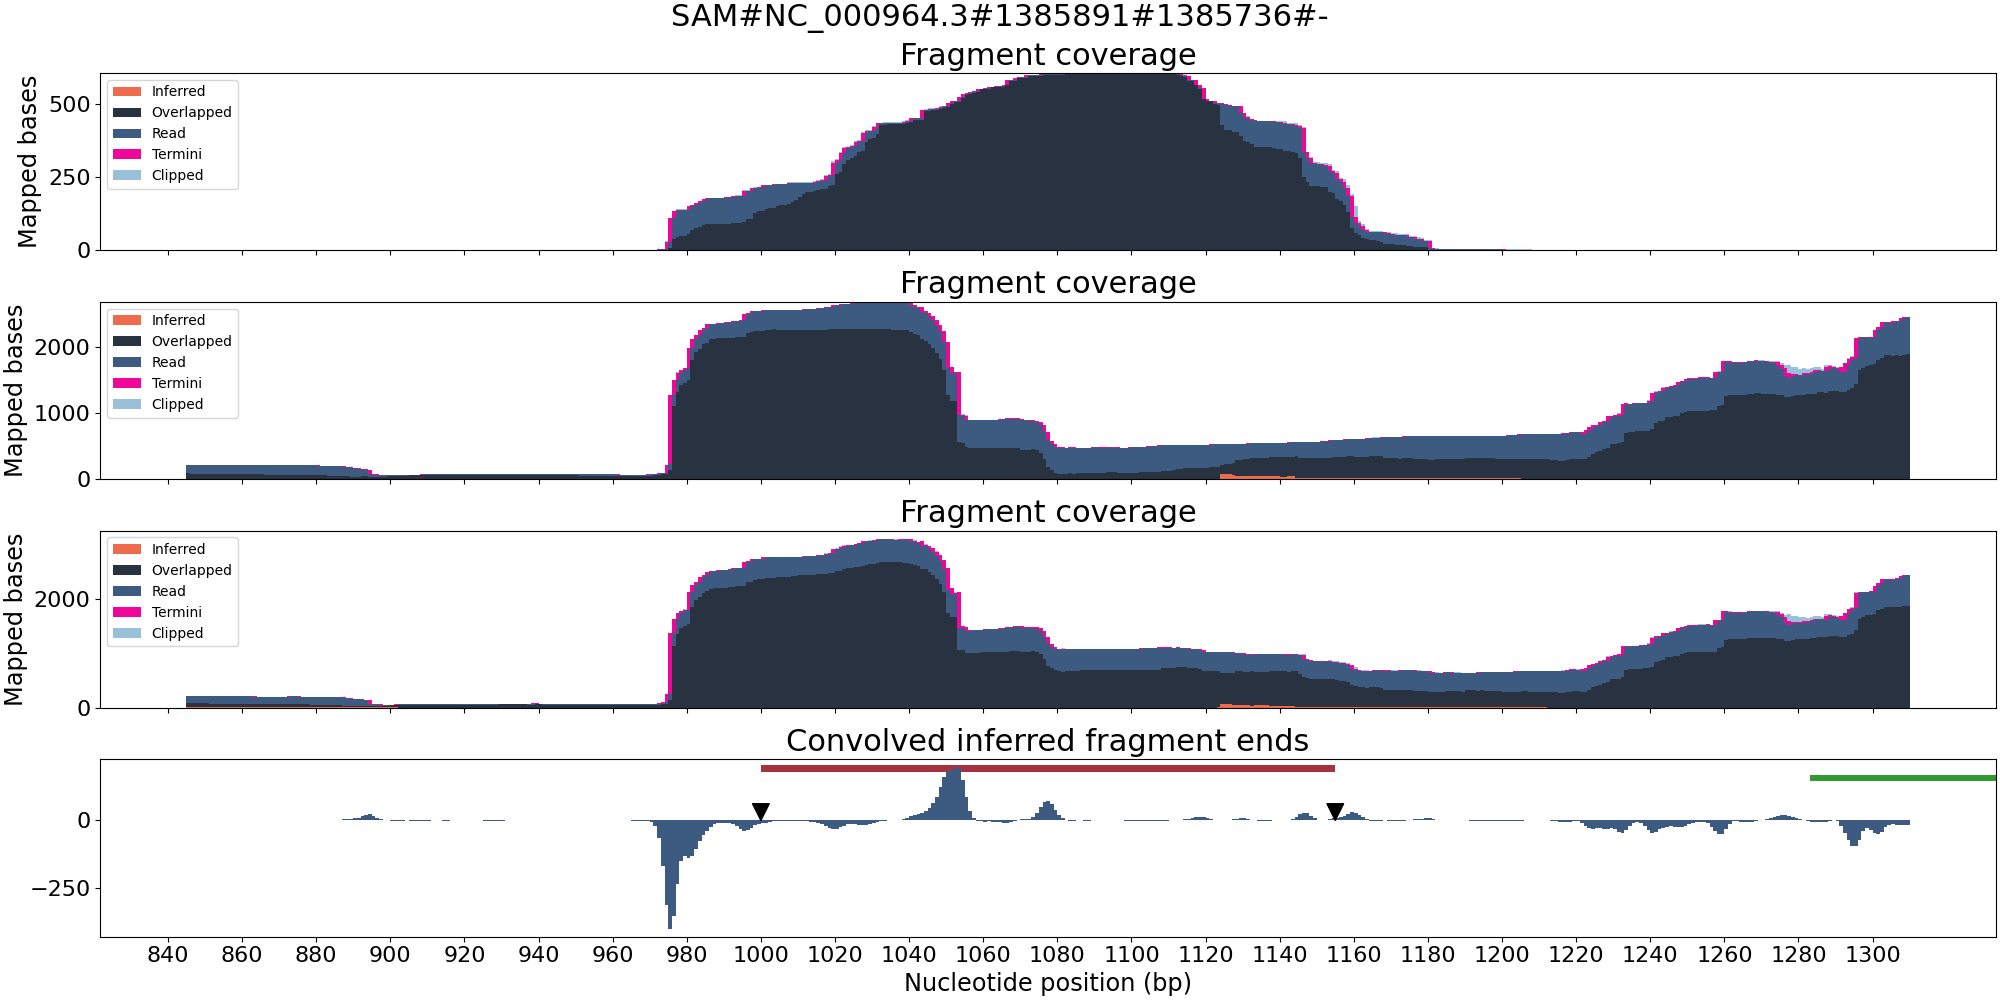 SAM#NC_000964.3#1385891#1385736#-
Fragment coverage
Mapped bases
500
250
0
Inferred
Overlapped
Read
Termini
Clipped
Fragment coverage
Mapped bases
2000
1000
0
Inferred
Overlapped
Read
Termini
Clipped
Fragment coverage
Mapped bases
2000
0
Inferred
Overlapped
Read
Termini
Clipped
Convolved inferred fragment ends
0
−250
840 860 880 900 920 940 960 980 1000 1020 1040 1060 1080 1100 1120 1140 1160 1180 1200 1220 1240 1260 1280 1300
Nucleotide position (bp)